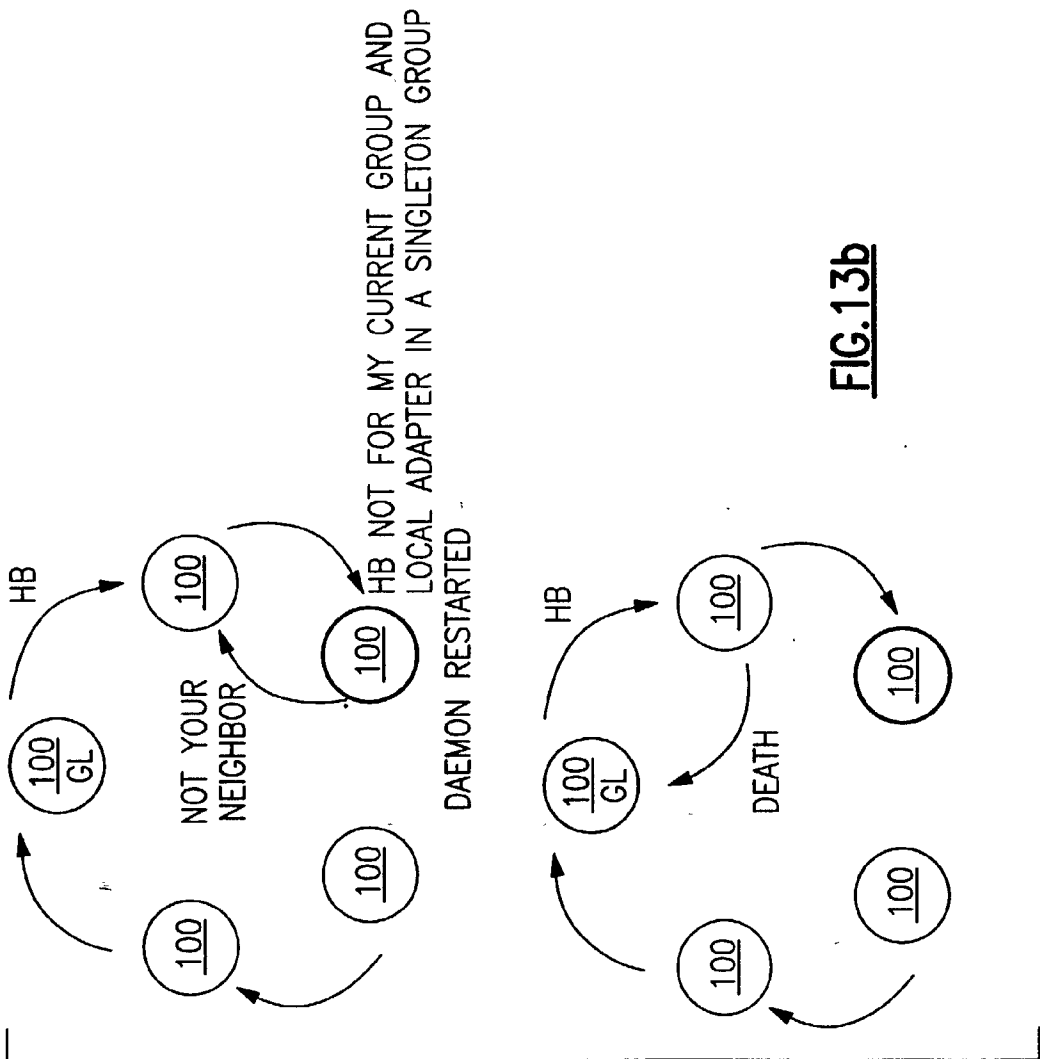 HB
100
GL
100
100
NOT YOUR
NEIGHBOR
100
100
HB NOT FOR MY CURRENT GROUP AND
LOCAL ADAPTER IN A SINGLETON GROUP
DAEMON RESTARTED
HB
100
GL
100
100
DEATH
100
100
FIG.13b